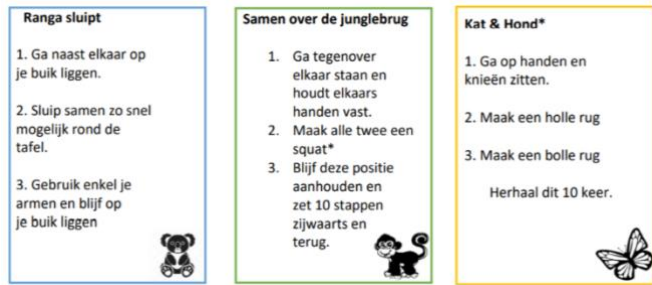 Ranga sluipt
1. Ga naast elkaar op
je buik liggen.
2. Sluip samen zo snel
mogelijk rond de
tafel.
3. Gebruik enkel je
armen en blijf op
je buik liggen
Samen over de junglebrug
1. Ga tegenover
elkaar staan en
houdt elkaars
handen vast.
2. Maak alle twee een
squat*
3. Blijf deze positie
aanhouden en
zet 10 stappen
zijwaarts en
terug.
Kat & Hond*
1. Ga op handen en
knieën zitten.
2. Maak een holle rug
3. Maak een bolle rug
Herhaal dit 10 keer.